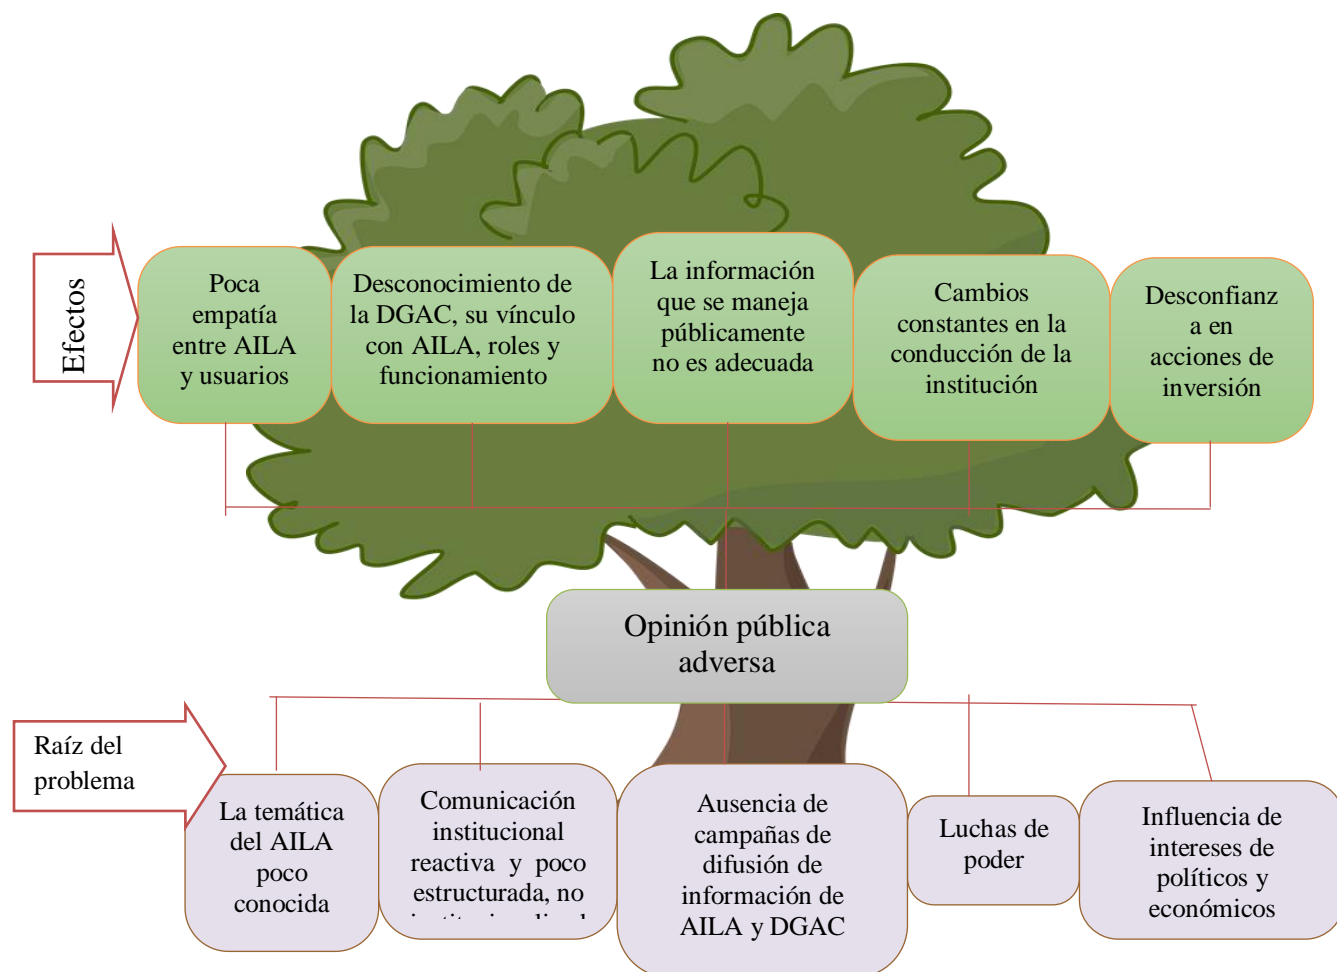 Efectos
Poca
empatía
entre AILA
y usuarios
Desconocimiento de
la DGAC, su vínculo
con AILA, roles y
funcionamiento
La información
que se maneja
públicamente
no es adecuada
Cambios
constantes en la
conducción de la
institución
Desconfianz
a en
acciones de
inversión
Opinión pública
adversa
Raíz del
problema
La temática
del AILA
poco
conocida
Comunicación
institucional
reactiva y poco
estructurada, no
Ausencia de
campañas de
difusión de
información de
AILA y DGAC
Luchas de
poder
Influencia de
intereses de
políticos y
económicos